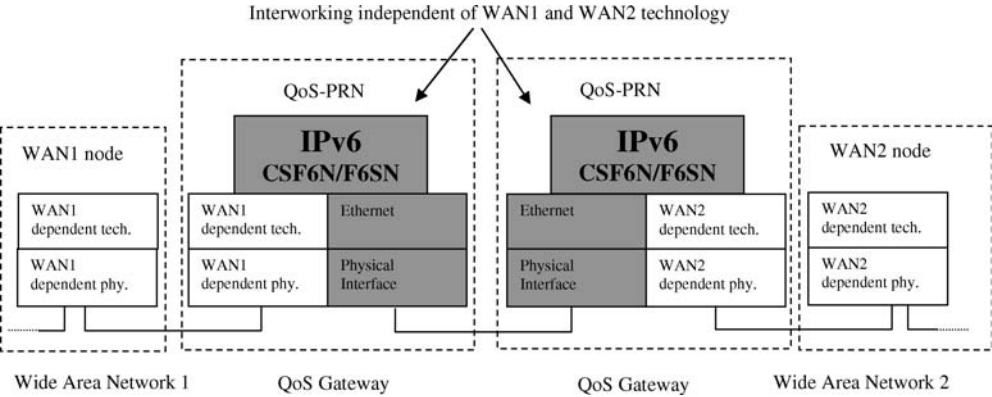 Interworking independent of WAN1 and WAN2 technology
QoS-PRN
QoS-PRN
WAN1 node
IPv6
CSF6N/F6SN
IPv6
CSF6N/F6SN
WAN2 node
WAN1
dependent tech.
WAN1
dependent tech.
Ethernet
Ethernet
WAN2
dependent tech.
WAN2
dependent tech.
WAN1
dependent phy.
WAN1
dependent phy.
Physical
Interface
Physical
Interface
WAN2
dependent phy.
WAN2
dependent phy.
Wide Area Network 1
QoS Gateway
QoS Gateway
Wide Area Network 2